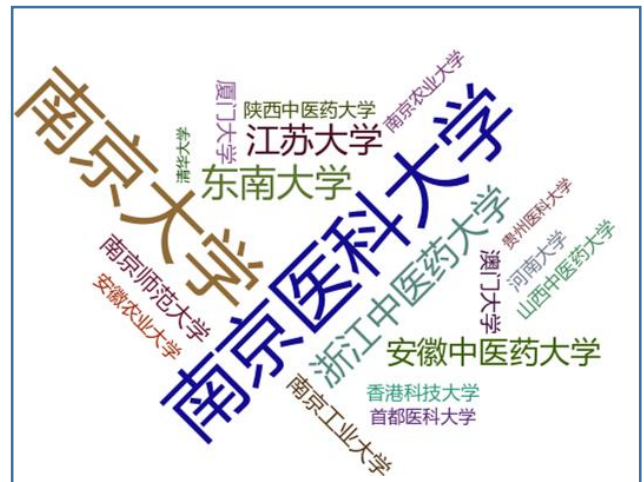 南京农业大学
厦门大学
陕西中医药大学
江苏大学
清华大学
东南大学
南京大学
南京医科大学
浙江中医药大学
贵州医科大学
河南大学
山西中医药大学
澳门大学
南京师范大学
安徽农业大学
安徽中医药大学
南京工业大学
香港科技大学
首都医科大学